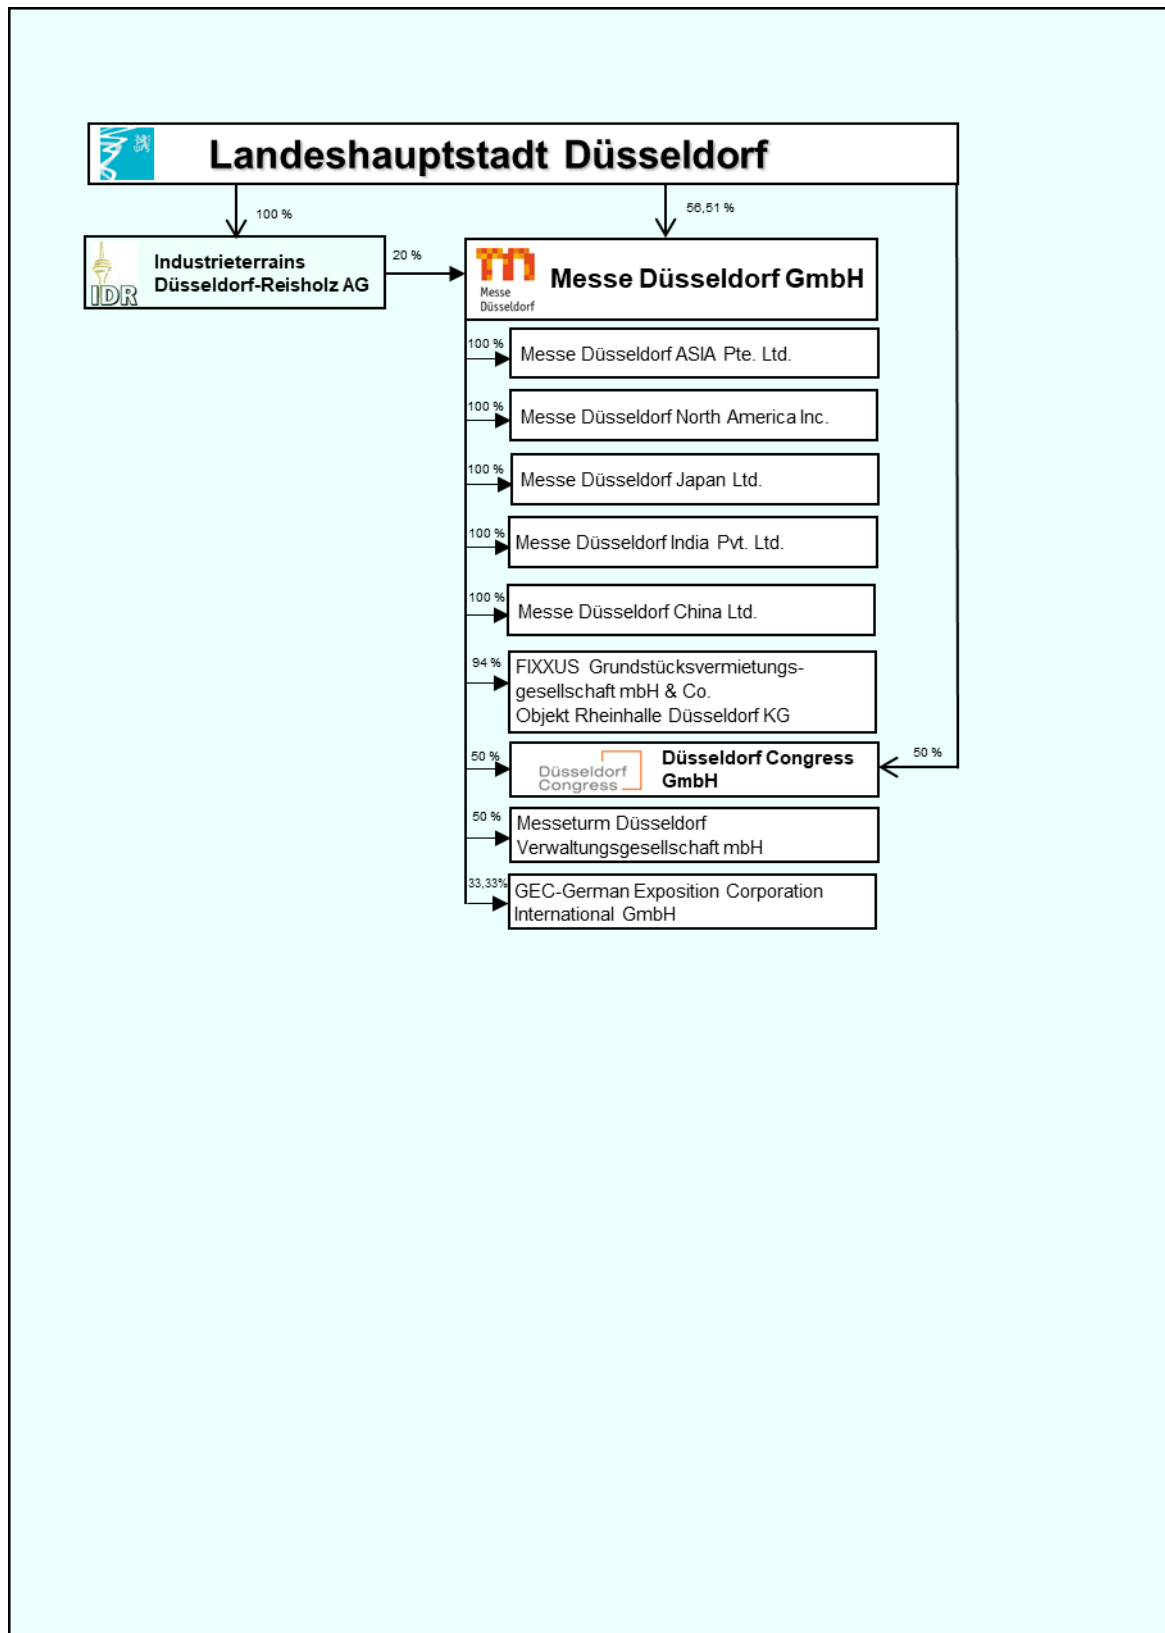 Landeshauptstadt Düsseldorf
100 %
56,51 %
IDR
Industrieterrains
Düsseldorf-Reisholz AG
20 %
Messe
Düsseldorf
Messe Düsseldorf GmbH
100 %
Messe Düsseldorf ASIA Pte. Ltd.
100 %
Messe Düsseldorf North America Inc.
100 %
Messe Düsseldorf Japan Ltd.
100 %
Messe Düsseldorf India Pvt. Ltd.
100 %
Messe Düsseldorf China Ltd.
94 %
FIXXUS Grundstücksvermietungs-
gesellschaft mbH & Co.
Objekt Rheinhalle Düsseldorf KG
50 %
Düsseldorf
Congress
Düsseldorf Congress
GmbH
50 %
50 %
Messeturm Düsseldorf
Verwaltungsgesellschaft mbH
33,33%
GEC-German Exposition Corporation
International GmbH